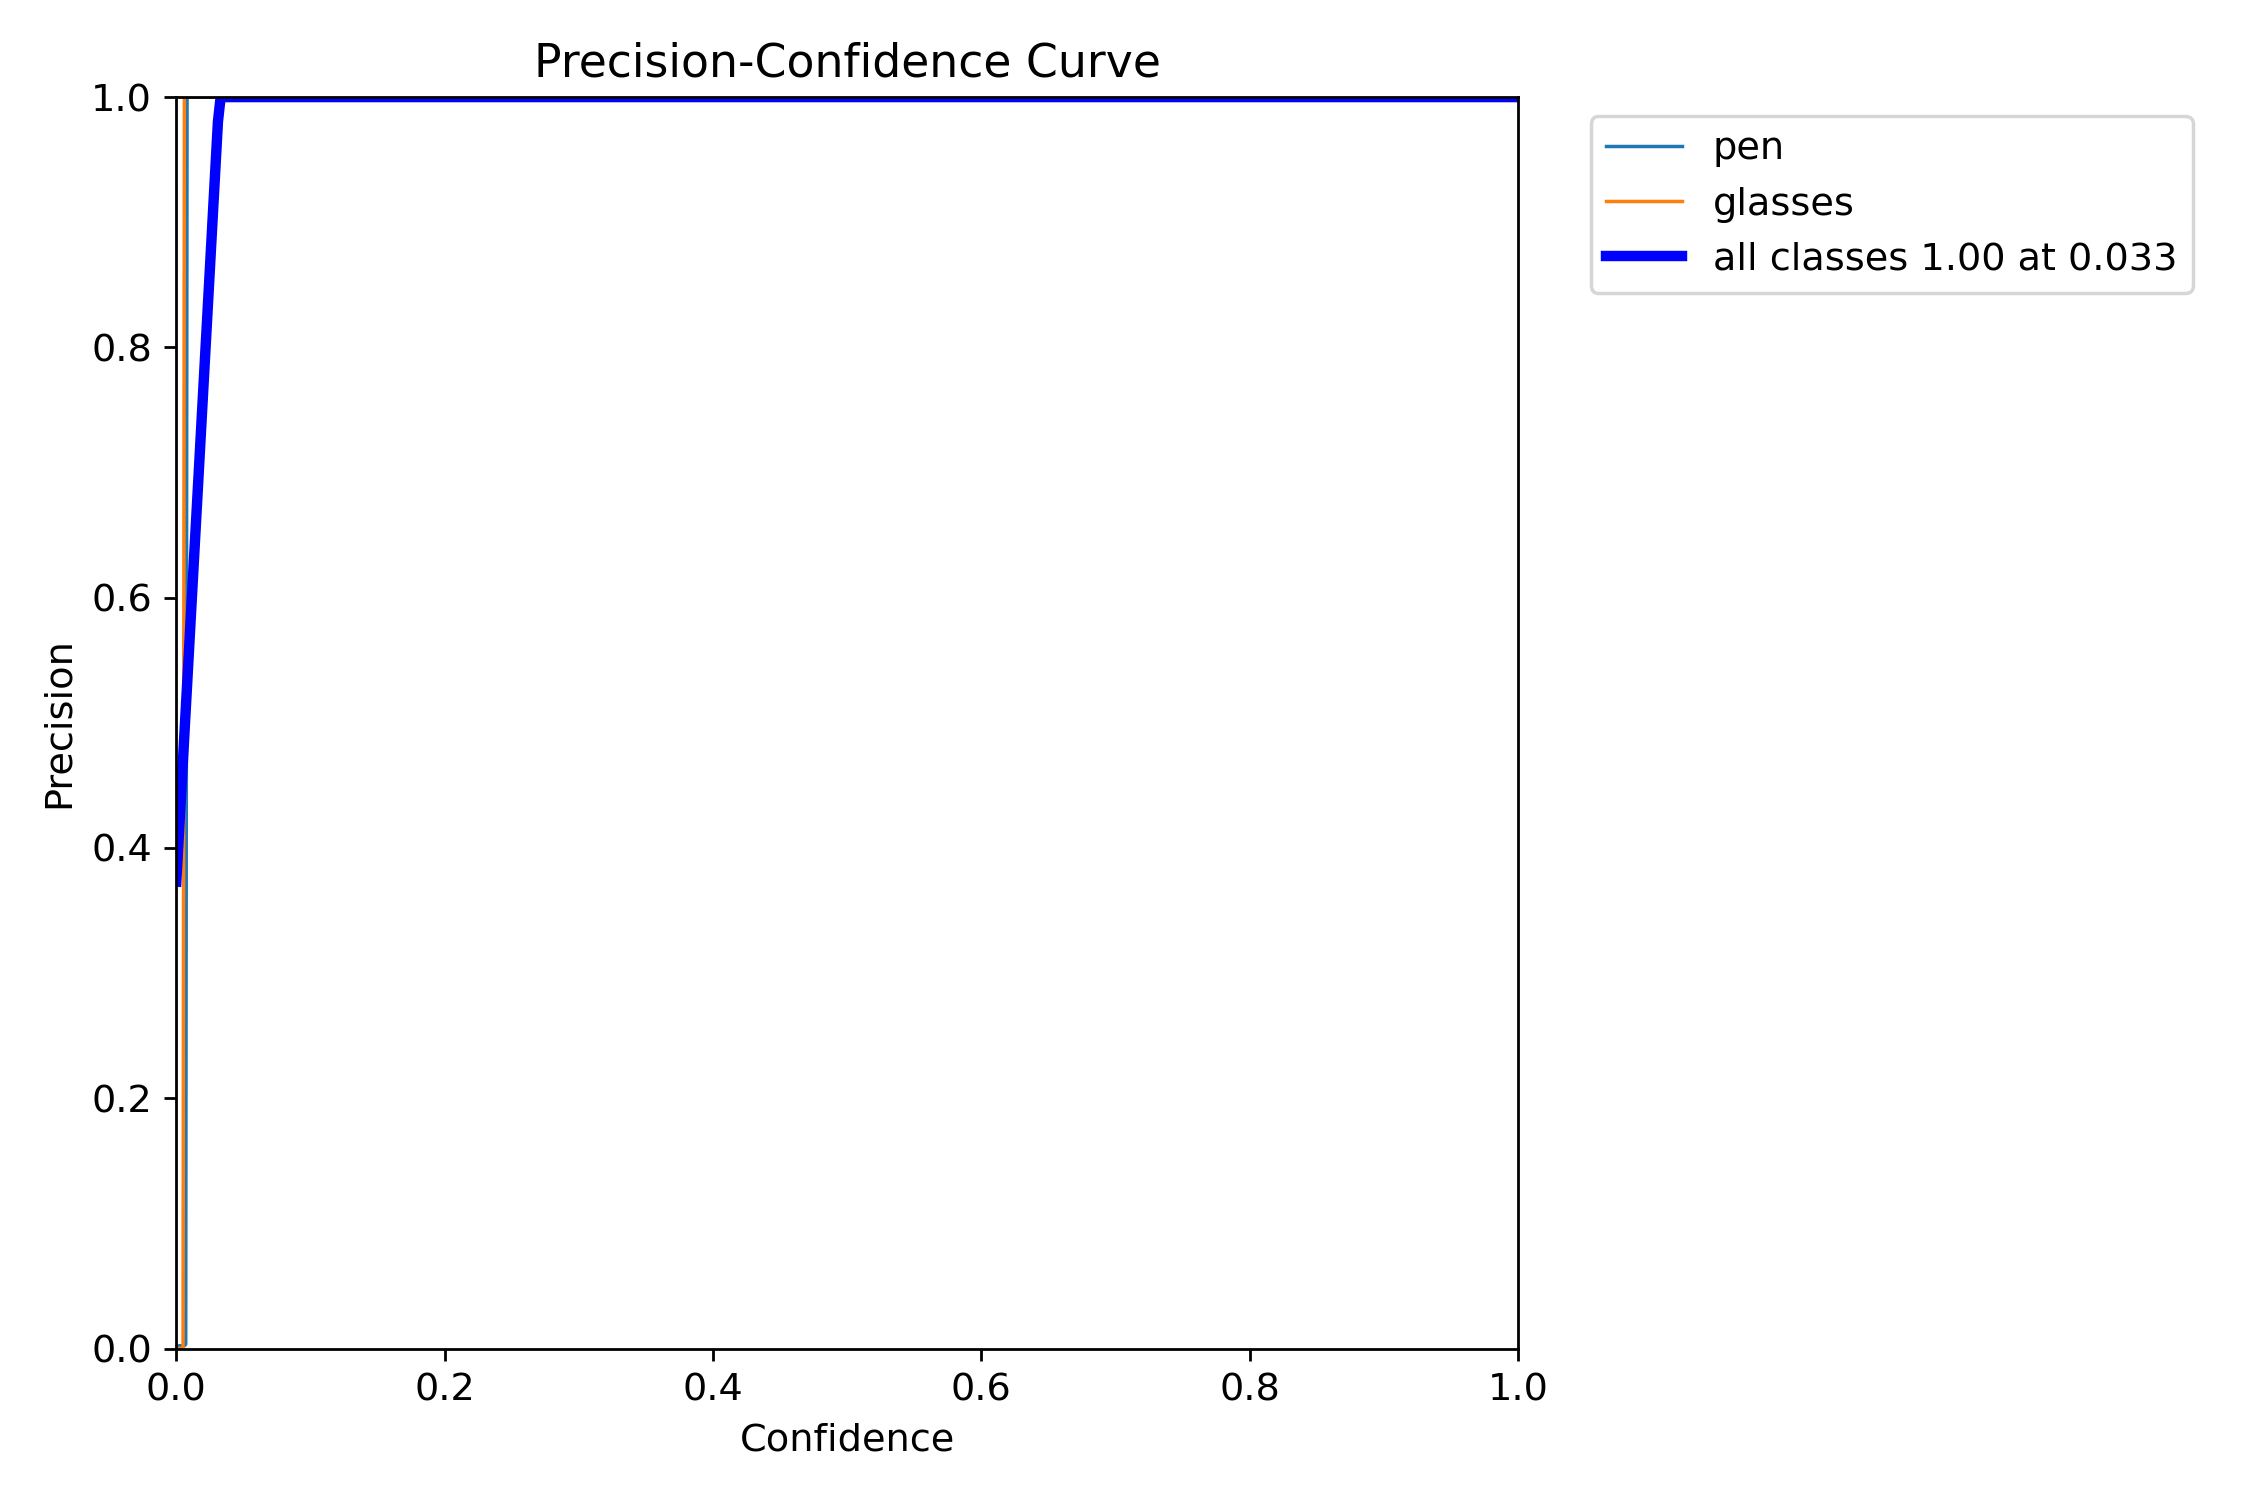 Precision-Confidence Curve
1.0
0.8
0.6
0.4
0.2
0.0
Precision
0.0 0.2 0.4 0.6 0.8 1.0
Confidence
pen
glasses
all classes 1.00 at 0.033